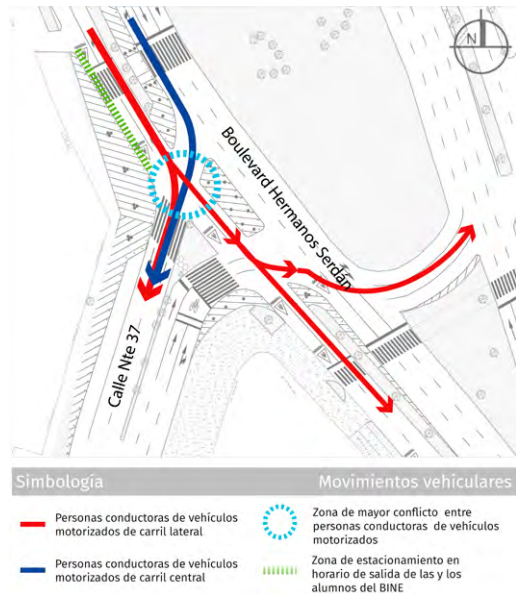 N
Boulevard Hermanos Serdán
Calle Nte 37
Simbología
Movimientos vehiculares
Personas conductoras de vehículos
motorizados de carril lateral
Zona de mayor conflicto entre
personas conductoras de vehículos
motorizados
Personas conductoras de vehículos
motorizados de carril central
Zona de estacionamiento en
horario de salida de las y los
alumnos del BINE